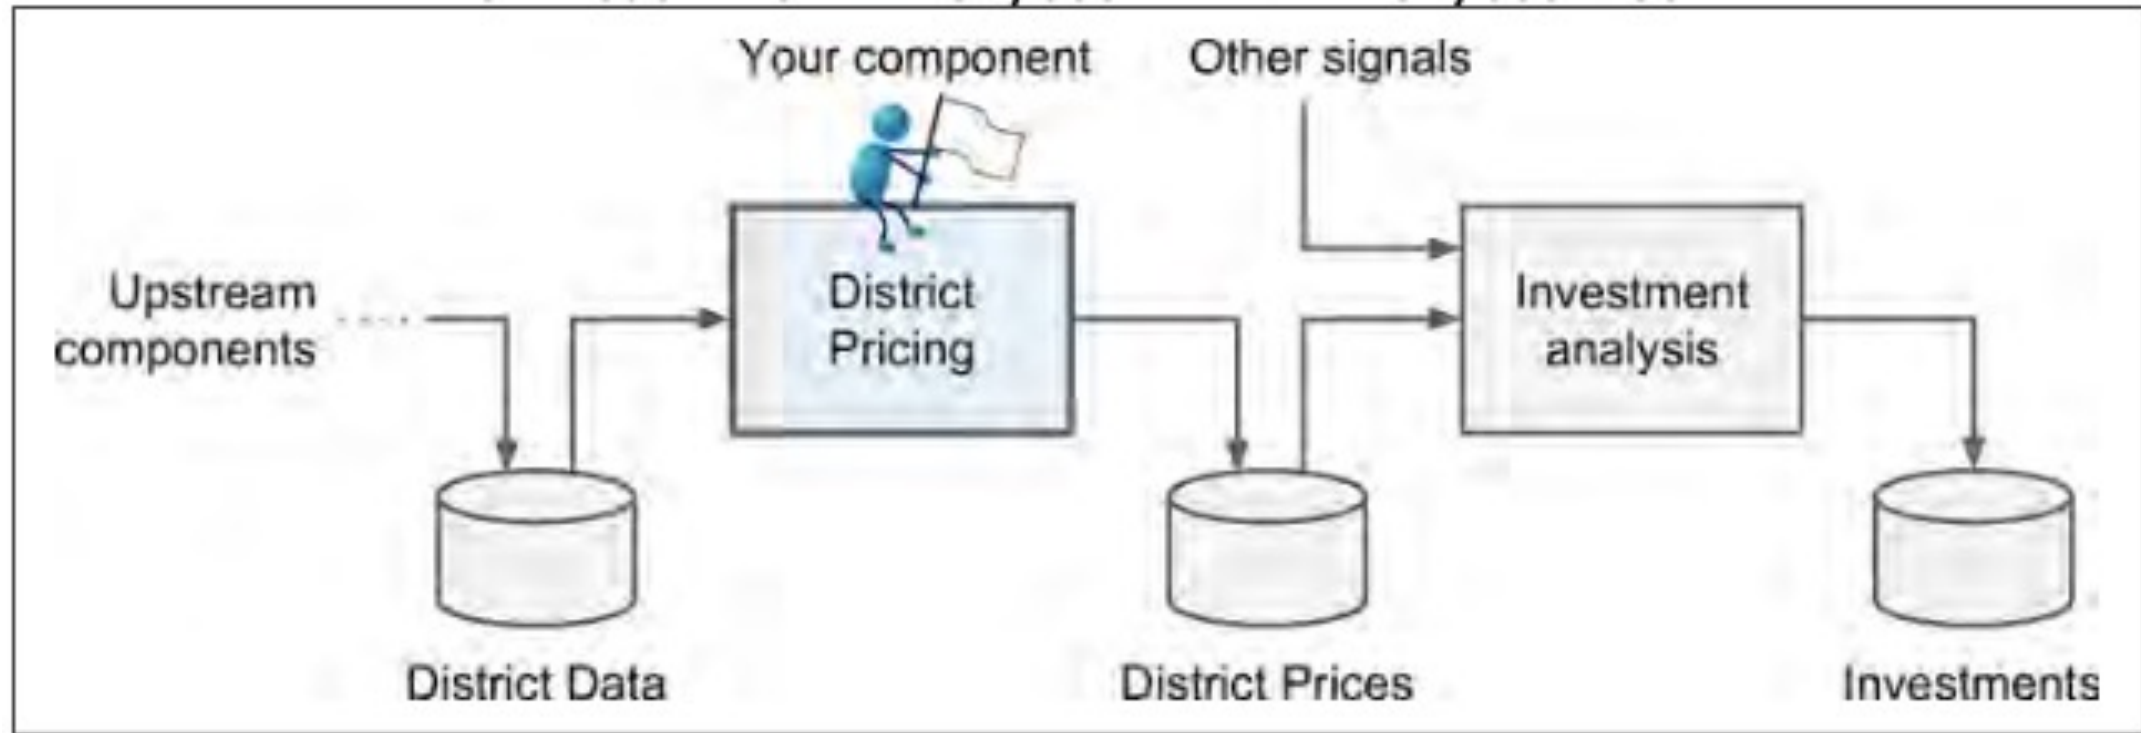 Your component
Other signals
Upstream
components
District
Pricing
Investment
analysis
District Data
District Prices
Investments